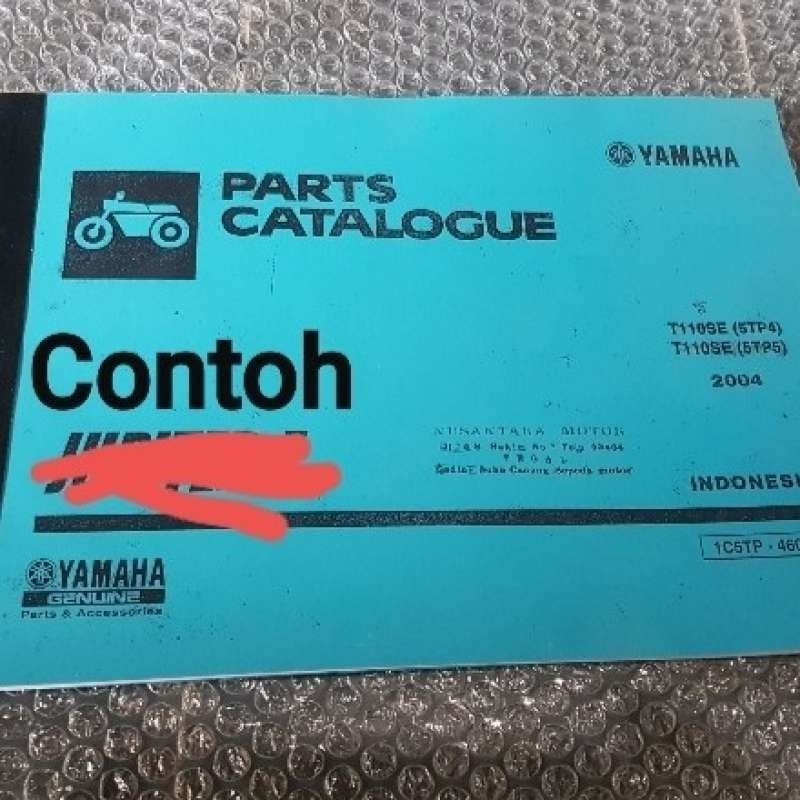 YAMAHA
PARTS
CATALOGUE
T110SE (5TP4)
T110SE (5TP5)
2004
Contoh
NUSANTARA MOTOR
INDONESI
1C5TP - 460
YAMAHA
GENUINE
Parts & Accessories